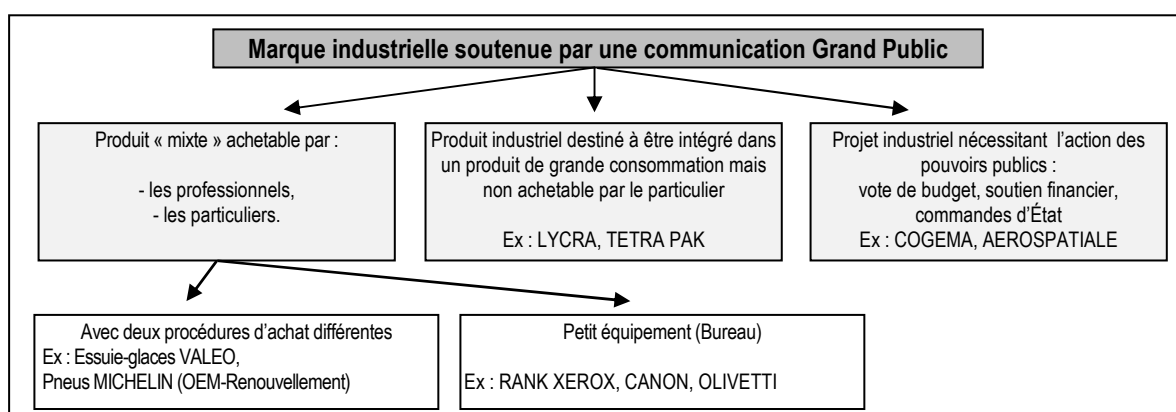 Marque industrielle soutenue par une communication Grand Public
Produit « mixte » achetable par :
- les professionnels,
- les particuliers.
Produit industriel destiné à être intégré dans
un produit de grande consommation mais
non achetable par le particulier
Ex : LYCRA, TETRA PAK
Projet industriel nécessitant l’action des
pouvoirs publics :
vote de budget, soutien financier,
commandes d’État
Ex : COGEMA, AEROSPATIALE
Avec deux procédures d’achat différentes
Ex : Essuie-glaces VALEO,
Pneus MICHELIN (OEM-Renouvellement)
Petit équipement (Bureau)
Ex : RANK XEROX, CANON, OLIVETTI